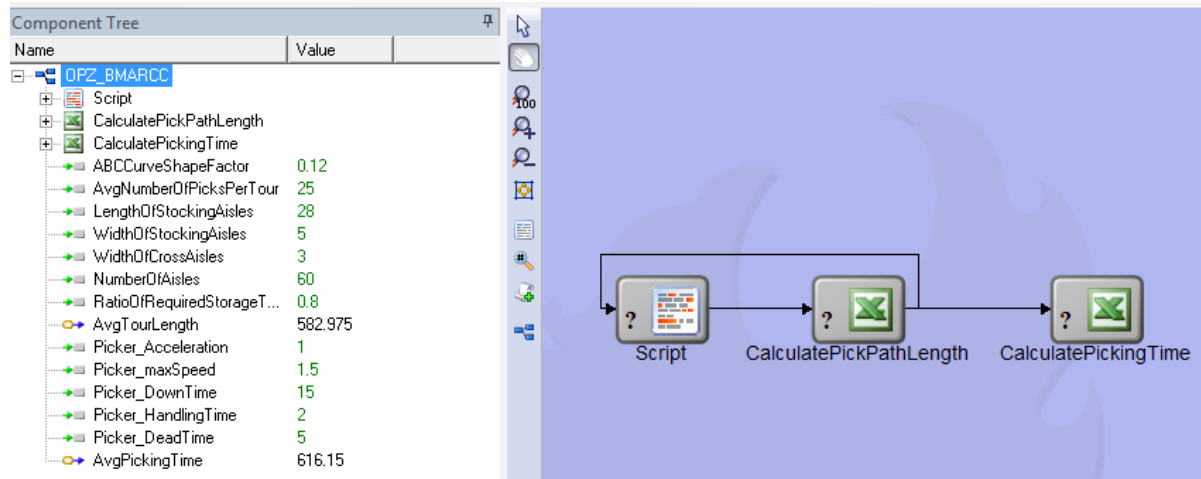 Component Tree
Name Value
OPZ_BMARCC
Script
CalculatePickPathLength
CalculatePickingTime
ABCCurveShapeFactor 0.12
AvgNumberOfPicksPerTour 25
LengthOfStockingAisles 28
WidthOfStockingAisles 5
WidthOfCrossAisles 3
NumberOfAisles 60
RatioOfRequiredStorageT... 0.8
AvgTourLength 582.975
Picker_Acceleration 1
Picker_maxSpeed 1.5
Picker_DownTime 15
Picker_HandlingTime 2
Picker_DeadTime 5
AvgPickingTime 616.15
100
#
? ? ?
Script CalculatePickPathLength CalculatePickingTime